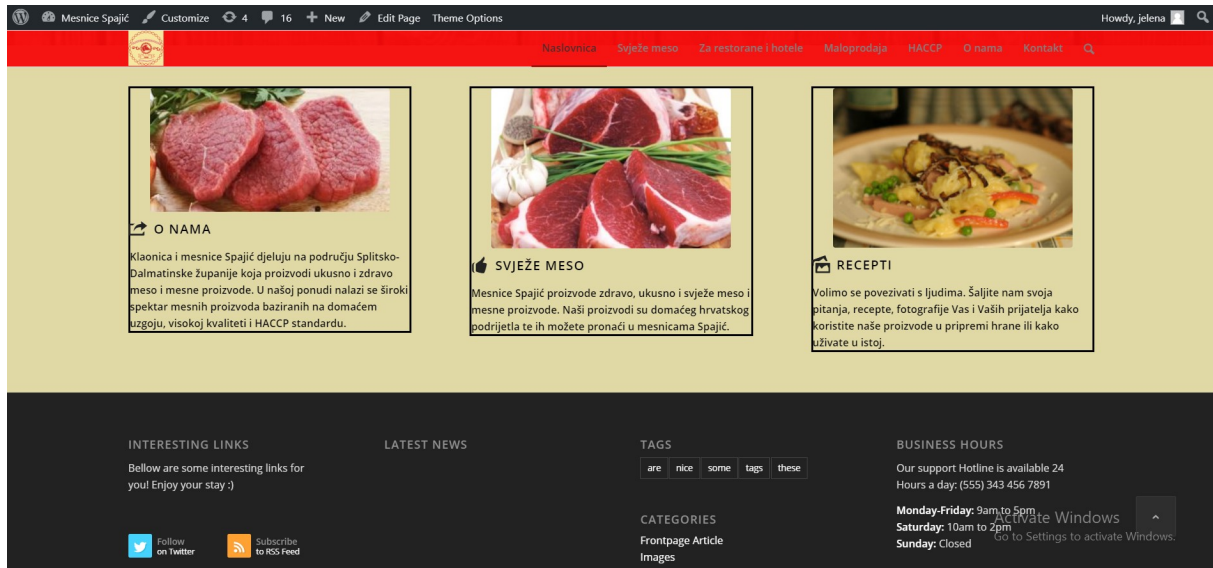 Mesnice Spajić Customize 4 16 New Edit Page Theme Options Howdy, jelena
Naslovnica Svježe meso Za restorane i hotele Maloprodaja HACCP O nama Kontakt
O NAMA
Klaonica i mesnice Spajić djeluju na području Splitsko-
Dalmatinske županije koja proizvodi ukusno i zdravo
meso i mesne proizvode. U našoj ponudi nalazi se široki
spektar mesnih proizvoda baziranih na domaćem
uzgoju, visokoj kvaliteti i HACCP standardu.
SVJEŽE MESO
Mesnice Spajić proizvode zdravo, ukusno i svježe meso i
mesne proizvode. Naši proizvodi su domaćeg hrvatskog
podrijetla te ih možete pronaći u mesnicama Spajić.
RECEPTI
Volimo se povezivati s ljudima. Šaljite nam svoja
pitanja, recepte, fotografije Vas i Vaših prijatelja kako
koristite naše proizvode u pripremi hrane ili kako
uživate u istoj.
INTERESTING LINKS
Bellow are some interesting links for
you! Enjoy your stay :)
Follow
on Twitter
Subscribe
to RSS Feed
LATEST NEWS
TAGS
are nice some tags these
CATEGORIES
Frontpage Article
Images
BUSINESS HOURS
Our support Hotline is available 24
Hours a day: (555) 343 456 7891
Monday-Friday: 9am to 5pm
Saturday: 10am to 2pm
Sunday: Closed
Activate Windows
Go to Settings to activate Windows.